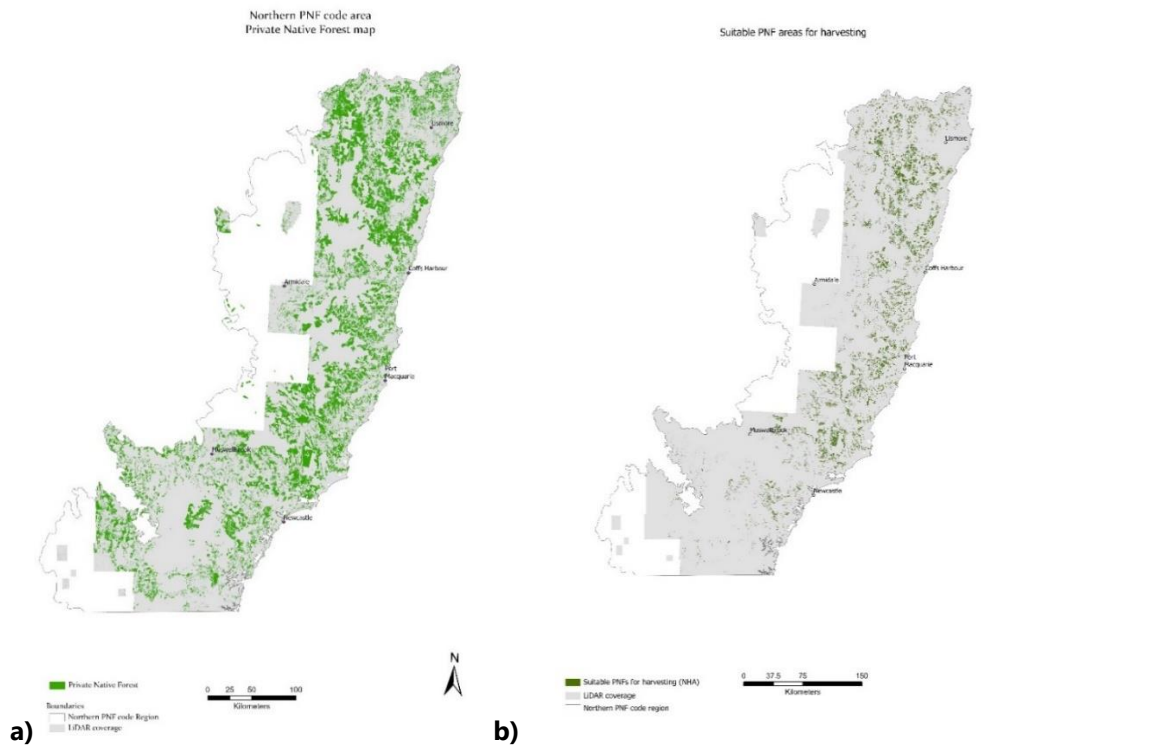 Northern PNF code area
Private Native Forest map
Lismore
Coffs Harbour
Armidale
Port
Macquarie
Muswellbrook
Newcastle
N
Private Native Forest
Boundaries
Northern PNF code Region
LiDAR coverage
0 25 50 100
Kilometers
a)
Suitable PNF areas for harvesting
Lismore
Coffs Harbour
Armidale
Port
Macquarie
Muswellbrook
Newcastle
Suitable PNFs for harvesting (NHA)
LiDAR coverage
Northern PNF code region
0 37.5 75 150
Kilometers
b)